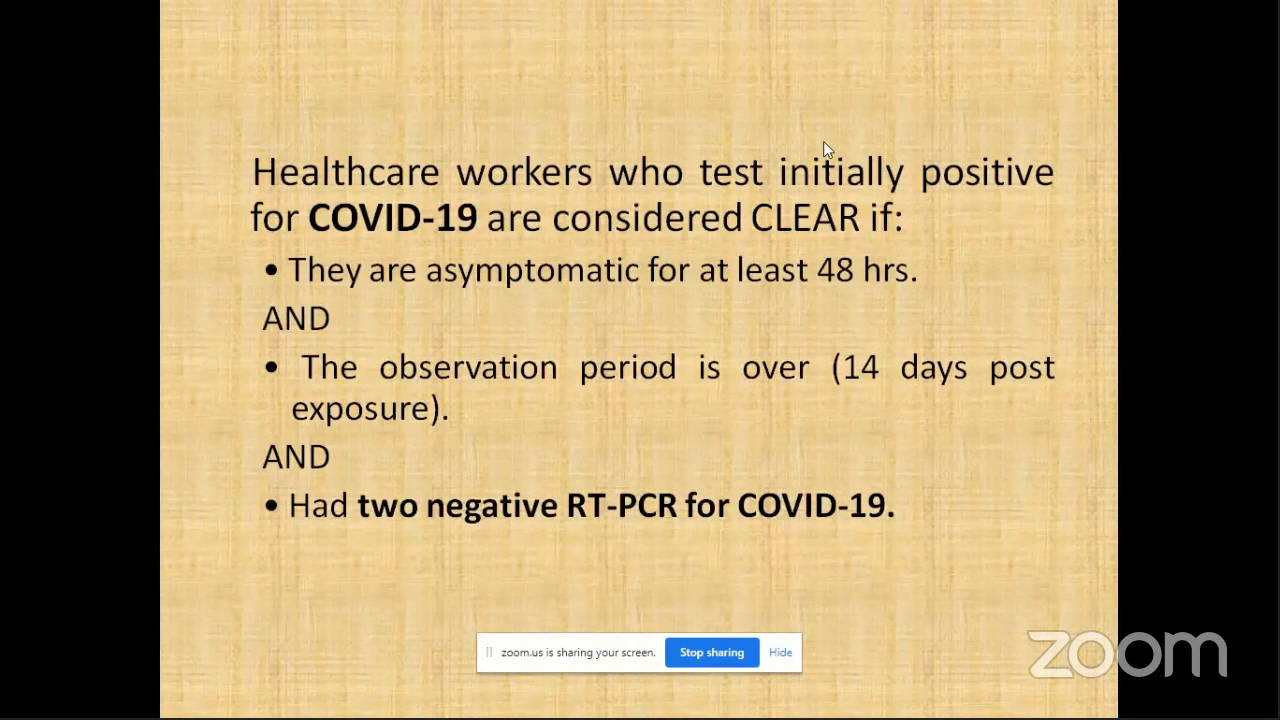 Healthcare workers who test initially positive
for COVID-19 are considered CLEAR if:
• They are asymptomatic for at least 48 hrs.
AND
• The observation period is over (14 days post
exposure).
AND
• Had two negative RT-PCR for COVID-19.
zoom.us is sharing your screen. Stop sharing Hide
zoom